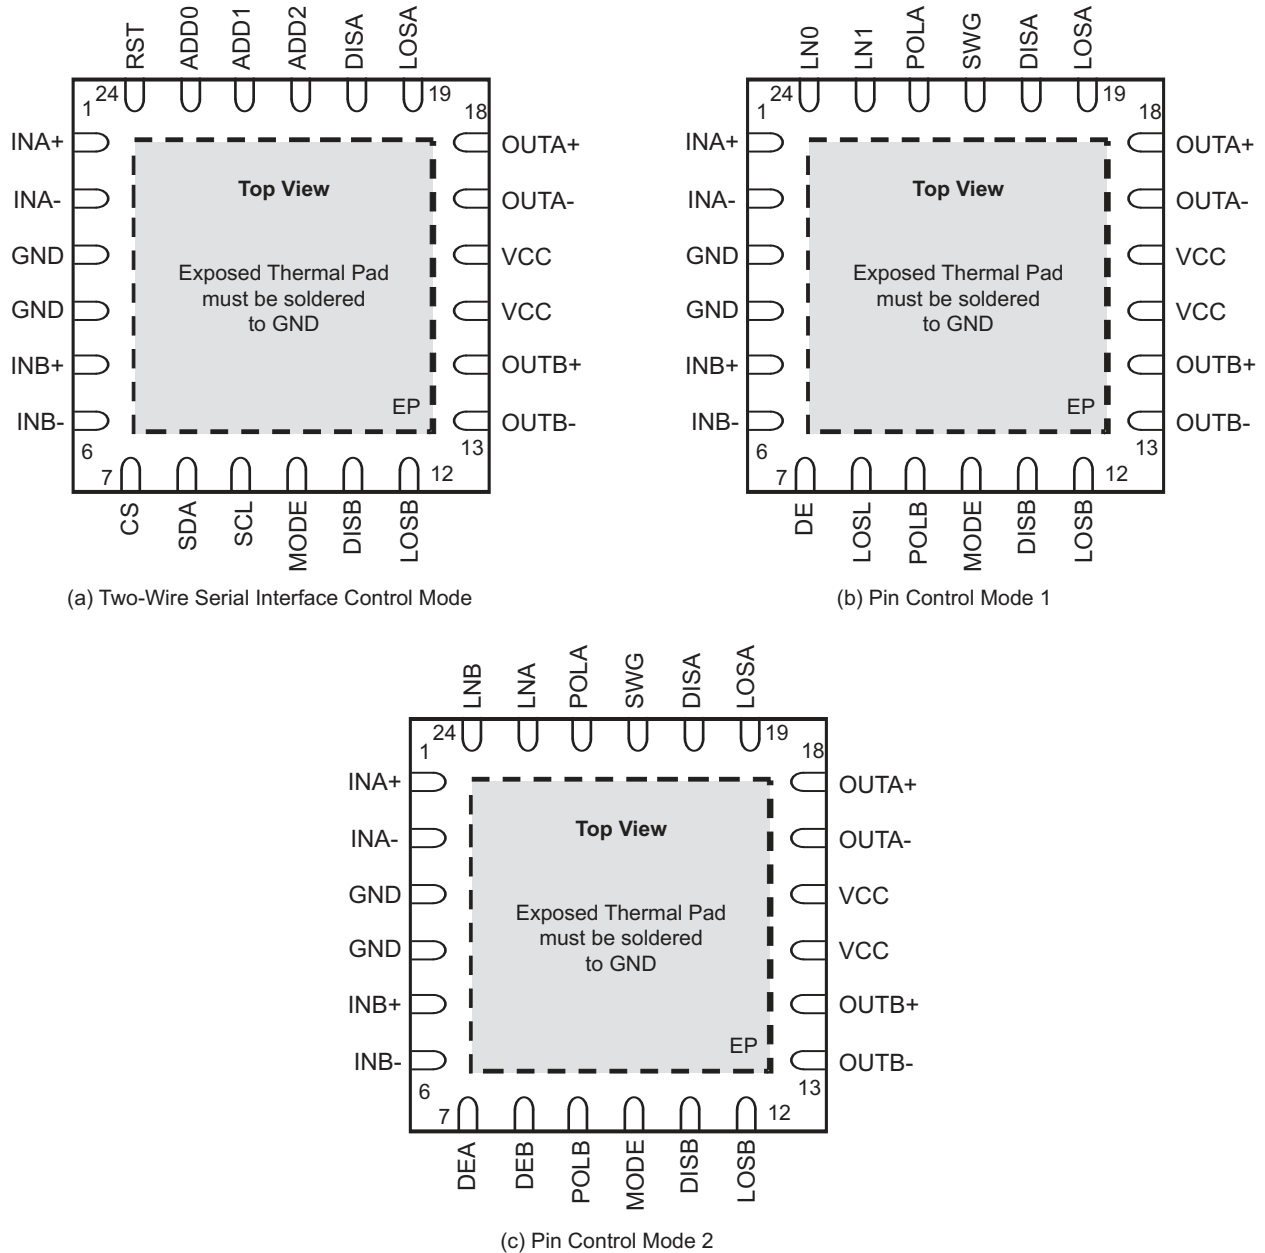 RST ADD0 ADD1 ADD2 DISA LOSA
24 19
1 18
INA+ OUTA+
Top View
INA- OUTA-
GND VCC
Exposed Thermal Pad
must be soldered
to GND
GND VCC
INB+ OUTB+
EP
INB- OUTB-
6 13
7 12
CS SDA SCL MODE DISB LOSB
(a) Two-Wire Serial Interface Control Mode
LN0 LN1 POLA SWG DISA LOSA
24 19
1 18
INA+ OUTA+
Top View
INA- OUTA-
GND VCC
Exposed Thermal Pad
must be soldered
to GND
GND VCC
INB+ OUTB+
EP
INB- OUTB-
6 13
7 12
DE LOSL POLB MODE DISB LOSB
(b) Pin Control Mode 1
LNB LNA POLA SWG DISA LOSA
24 19
1 18
INA+ OUTA+
Top View
INA- OUTA-
GND VCC
Exposed Thermal Pad
must be soldered
to GND
GND VCC
INB+ OUTB+
EP
INB- OUTB-
6 13
7 12
DEA DEB POLB MODE DISB LOSB
(c) Pin Control Mode 2